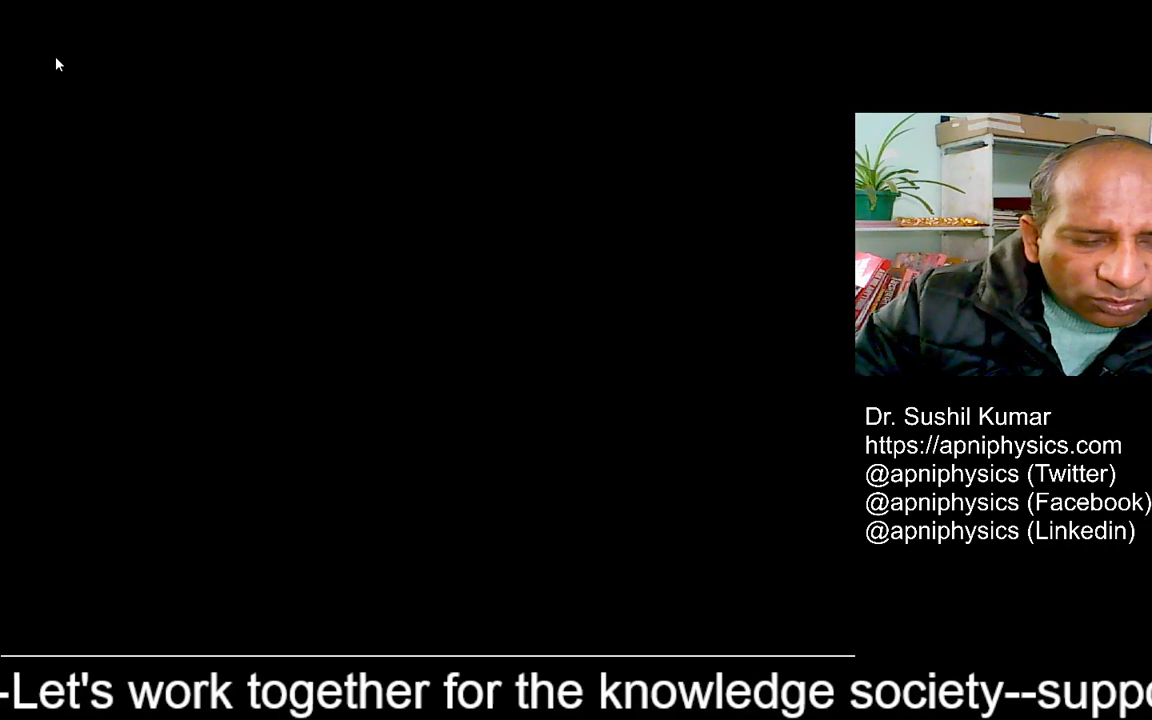 Dr. Sushil Kumar
https://apniphysics.com
@apniphysics (Twitter)
@apniphysics (Facebook)
@apniphysics (Linkedin)
-Let's work together for the knowledge society--suppo